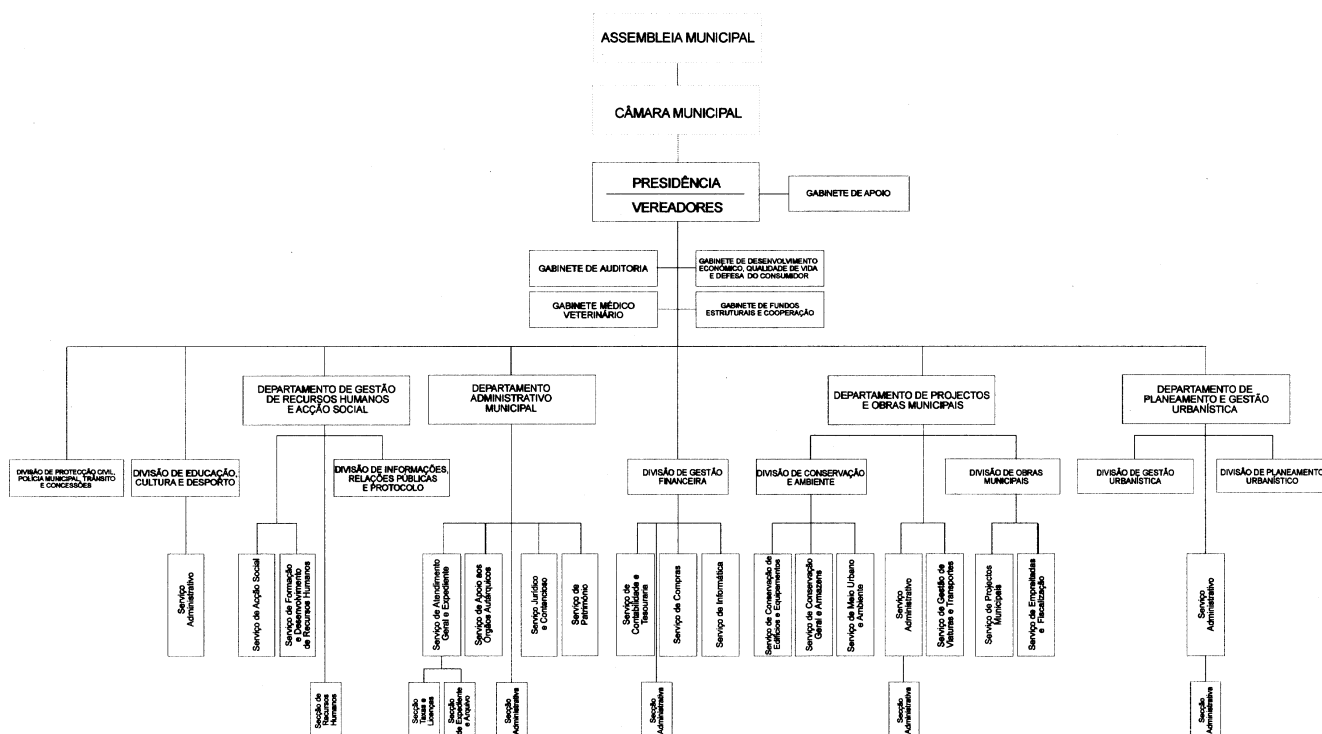 ASSEMBLEIA MUNICIPAL
CÂMARA MUNICIPAL
PRESIDÊNCIA
VEREADORES
GABINETE DE APOIO
GABINETE DE AUDITORIA
GABINETE DE DESENVOLVIMENTO
ECONÓMICO, QUALIDADE DE VIDA
E DEFESA DO CONSUMIDOR
GABINETE MÉDICO
VETERINÁRIO
GABINETE DE FUNDOS
ESTRUTURAIS E COOPERAÇÃO
DEPARTAMENTO DE GESTÃO
DE RECURSOS HUMANOS
E ACÇÃO SOCIAL
DEPARTAMENTO
ADMINISTRATIVO
MUNICIPAL
DEPARTAMENTO DE PROJECTOS
E OBRAS MUNICIPAIS
DEPARTAMENTO DE
PLANEAMENTO E GESTÃO
URBANÍSTICA
DIVISÃO DE PROTECÇÃO CIVIL,
POLÍCIA MUNICIPAL, TRÂNSITO
E CONCESSÕES
DIVISÃO DE EDUCAÇÃO,
CULTURA E DESPORTO
DIVISÃO DE INFORMAÇÕES,
RELAÇÕES PÚBLICAS
E PROTOCOLO
DIVISÃO DE GESTÃO
FINANCEIRA
DIVISÃO DE CONSERVAÇÃO
E AMBIENTE
DIVISÃO DE OBRAS
MUNICIPAIS
DIVISÃO DE GESTÃO
URBANÍSTICA
DIVISÃO DE PLANEAMENTO
URBANÍSTICO
Serviço
Administrativo
Serviço de Acção Social
Serviço de Formação
e Desenvolvimento
de Recursos Humanos
Serviço de Atendimento
Geral e Expediente
Serviço de Apoio aos
Órgãos Autárquicos
Serviço Jurídico
e Contencioso
Serviço de
Património
Serviço de
Contabilidade e
Tesouraria
Serviço de Compras
Serviço de Informática
Serviço de Conservação de
Edifícios e Equipamentos
Serviço de Conservação
Geral e Armazens
Serviço de Meio Urbano
e Ambiente
Serviço
Administrativo
Serviço de Gestão de
Viaturas e Transportes
Serviço de Projectos
Municipais
Serviço de Empreitadas
e Fiscalização
Serviço
Administrativo
Secção de
Recursos
Humanos
Secção
Taxas e
Licenças
Secção
de Expediente
e Arquivo
Secção
Administrativa
Secção
Administrativa
Secção
Administrativa
Secção
Administrativa